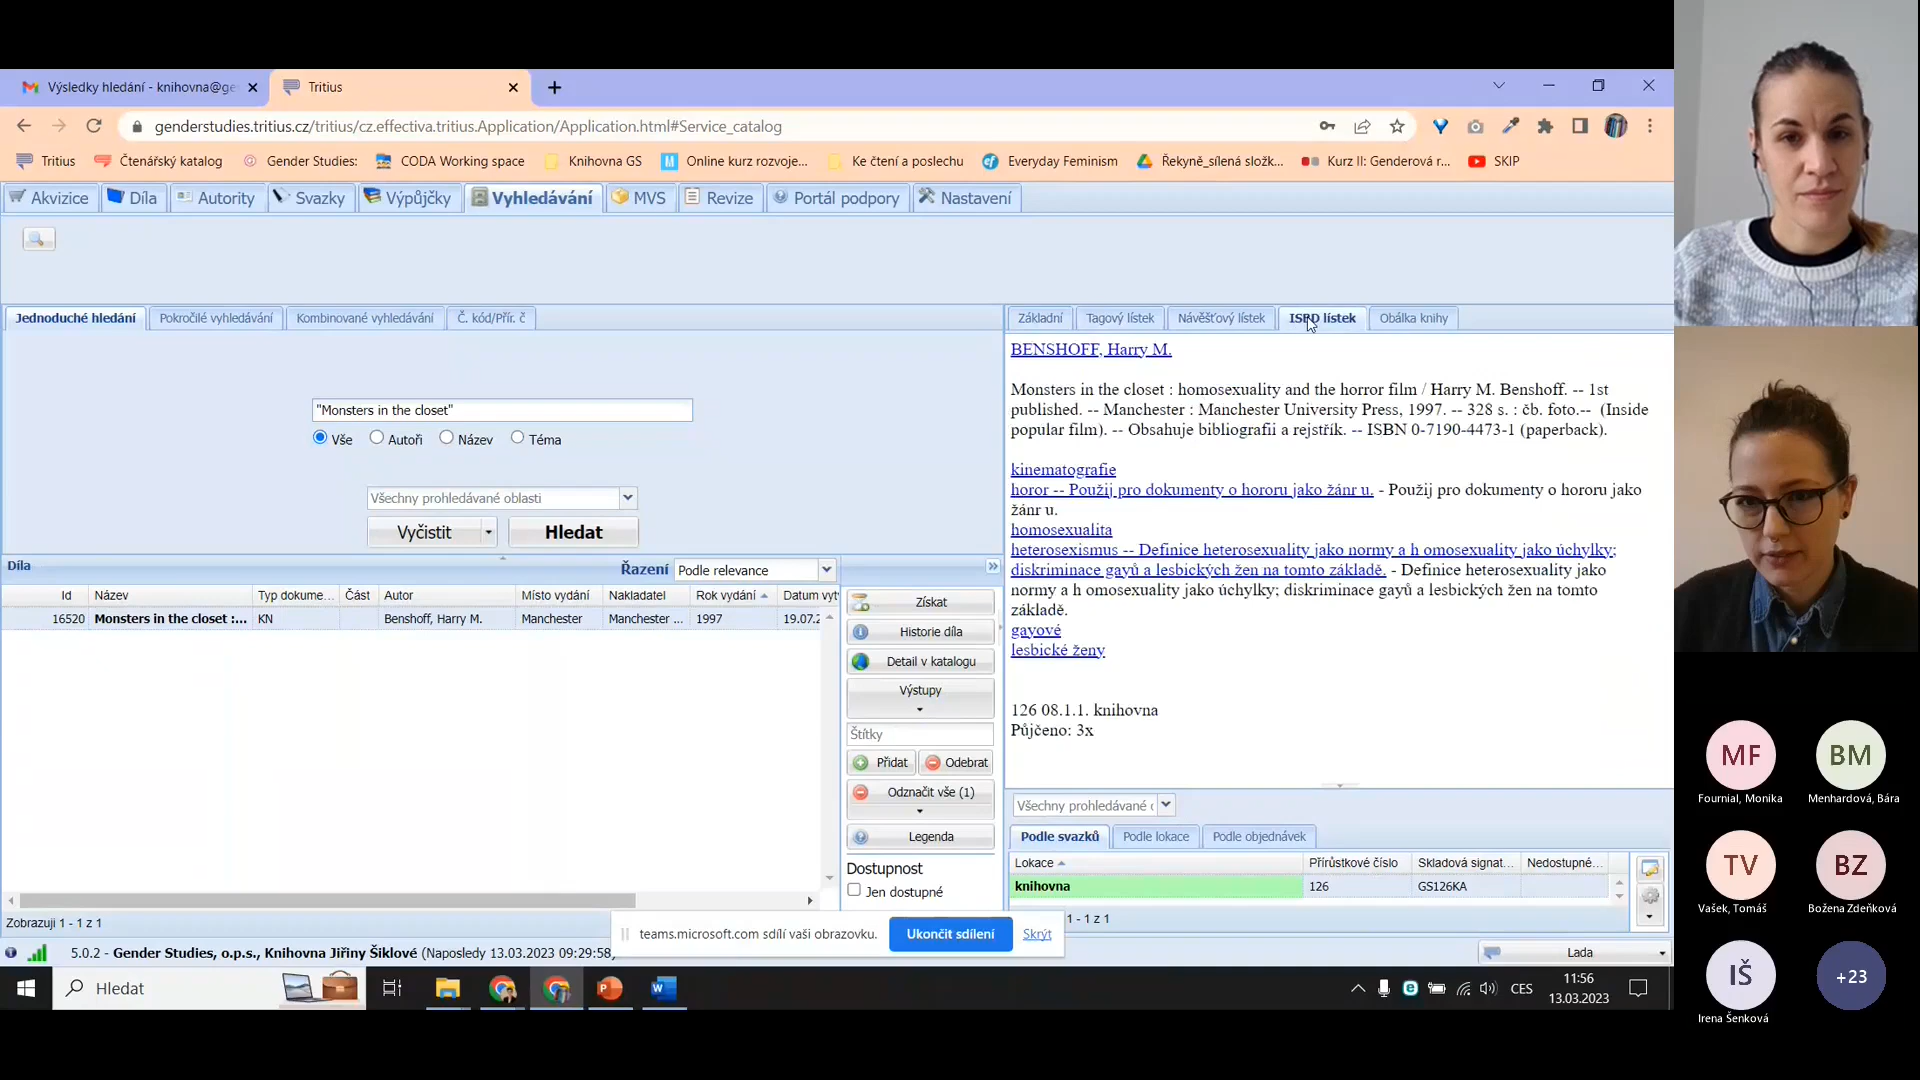 Výsledky hledání - knihovna@ge
Tritius
genderstudies.tritius.cz/tritius/cz.effectiva.tritius.Application/Application.html#Service_catalog
Tritius
Čtenářský katalog
Gender Studies:
CODA Working space
Knihovna GS
Online kurz rozvoje...
Ke čtení a poslechu
Everyday Feminism
Řekyně_sílená složk...
Kurz II: Genderová r...
SKIP
Akvizice
Díla
Autority
Svazky
Výpůjčky
Vyhledávání
MVS
Revize
Portál podpory
Nastavení
Jednoduché hledání
Pokročilé vyhledávání
Kombinované vyhledávání
Č. kód/Přír. č
"Monsters in the closet"
Vše
Autoři
Název
Téma
Všechny prohledávané oblasti
Vyčistit
Hledat
Díla
Řazení
Podle relevance
Id
Název
Typ dokume...
Část
Autor
Místo vydání
Nakladatel
Rok vydání
Datum vyt
16520
Monsters in the closet :...
KN
Benshoff, Harry M.
Manchester
Manchester ...
1997
19.07.2
Získat
Historie díla
Detail v katalogu
Výstupy
Štítky
Přidat
Odebrat
Odznačit vše (1)
Legenda
Dostupnost
Jen dostupné
Zobrazuji 1 - 1 z 1
Základní
Tagový lístek
Návěšťový lístek
ISBD lístek
Obálka knihy
BENSHOFF, Harry M.
Monsters in the closet : homosexuality and the horror film / Harry M. Benshoff. -- 1st
published. -- Manchester : Manchester University Press, 1997. -- 328 s. : čb. foto.-- (Inside
popular film). -- Obsahuje bibliografii a rejstřík. -- ISBN 0-7190-4473-1 (paperback).
kinematografie
horor -- Použij pro dokumenty o hororu jako žánr u. - Použij pro dokumenty o hororu jako
žánr u.
homosexualita
heterosexismus -- Definice heterosexuality jako normy a h omosexuality jako úchylky;
diskriminace gayů a lesbických žen na tomto základě. - Definice heterosexuality jako
normy a h omosexuality jako úchylky; diskriminace gayů a lesbických žen na tomto
základě.
gayové
lesbické ženy
126 08.1.1. knihovna
Půjčeno: 3x
Všechny prohledávané c
Podle svazků
Podle lokace
Podle objednávek
Lokace
Přírůstkové číslo
Skladová signat...
Nedostupné...
knihovna
126
GS126KA
1 - 1 z 1
teams.microsoft.com sdílí vaši obrazovku.
Ukončit sdílení
Skrýt
5.0.2 - Gender Studies, o.p.s., Knihovna Jiřiny Šiklové (Naposledy 13.03.2023 09:29:58)
Lada
Hledat
CES
11:56
13.03.2023
MF
Fournial, Monika
BM
Menhardová, Bára
TV
Vašek, Tomáš
BZ
Božena Zdeňková
IŠ
Irena Šenková
+23